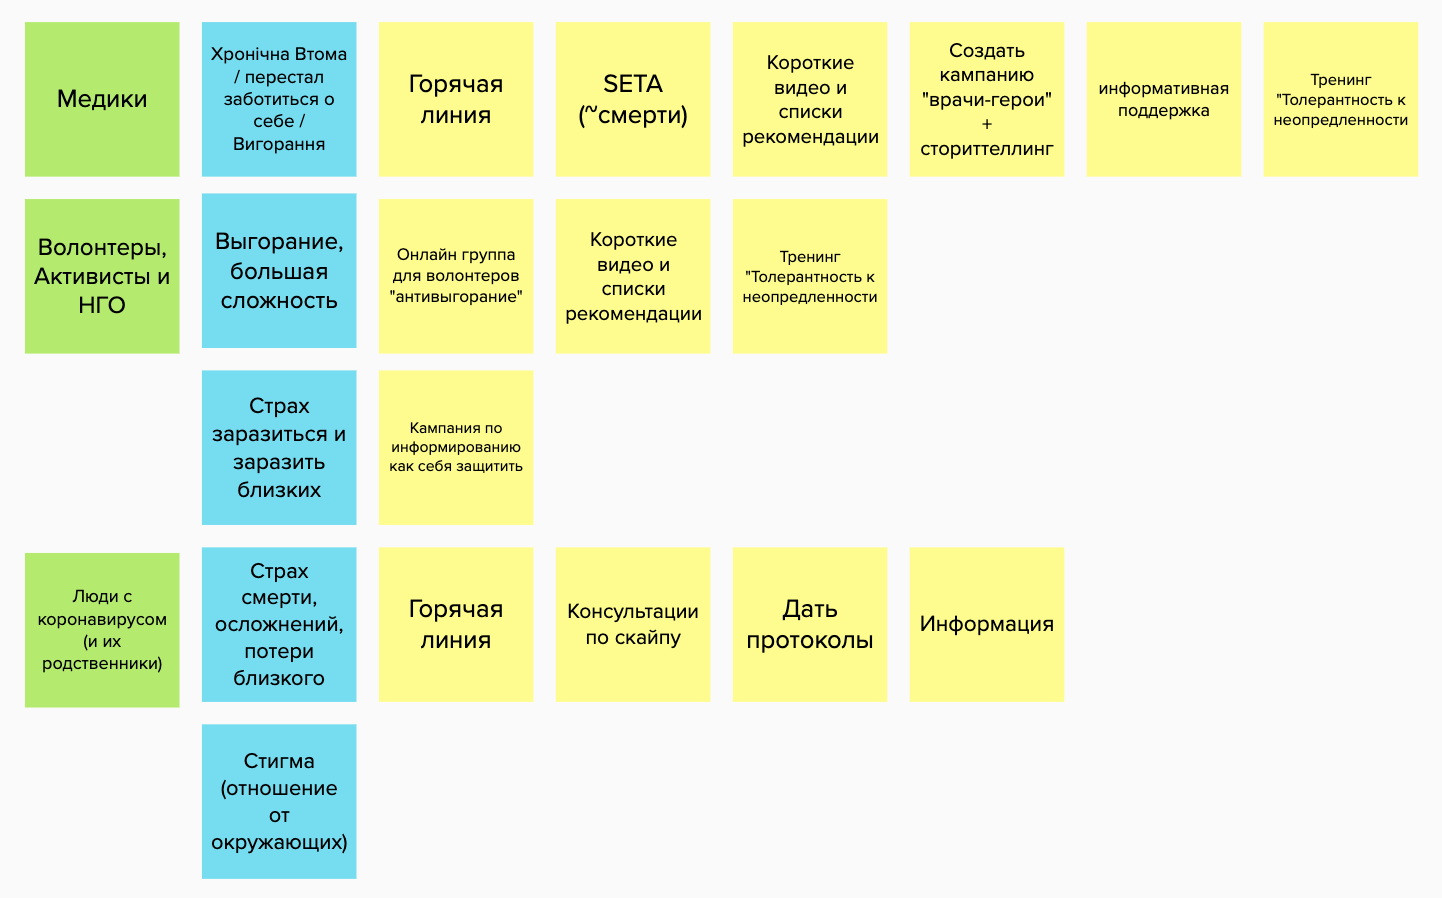 Медики
Хронічна Втома
/ перестал
заботиться о
себе /
Вигорання
Горячая
линия
SETA
(~смерти)
Короткие
видео и
списки
рекомендации
Создать
кампанию
"врачи-герои"
+
сториттеллинг
информативная
поддержка
Тренинг
"Толерантность к
неопредленности
Волонтеры,
Активисты и
НГО
Выгорание,
большая
сложность
Онлайн группа
для волонтеров
"антивыгорание"
Короткие
видео и
списки
рекомендации
Тренинг
"Толерантность к
неопредленности
Страх
заразиться и
заразить
близких
Кампания по
информированию
как себя защитить
Люди с
коронавирусом
(и их
родственники)
Страх
смерти,
осложнений,
потери
близкого
Горячая
линия
Консультации
по скайпу
Дать
протоколы
Информация
Стигма
(отношение
от
окружающих)